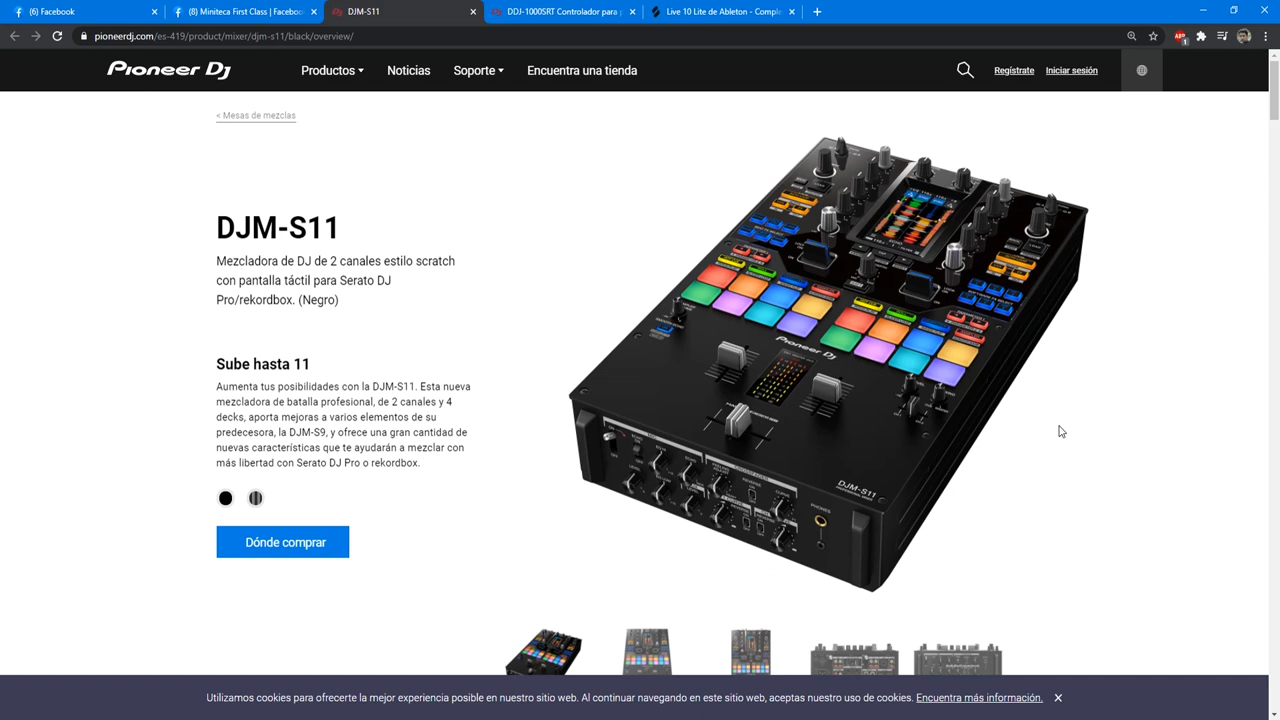 (6) Facebook
(8) Miniteca First Class | Facebook
DJM-S11
DDJ-1000SRT Controlador para
Live 10 Lite de Ableton - Comple
pioneerdj.com/es-419/product/mixer/djm-s11/black/overview/
ABP
1
Pioneer Dj
Productos
Noticias
Soporte
Encuentra una tienda
Regístrate
Iniciar sesión
< Mesas de mezclas
DJM-S11
Mezcladora de DJ de 2 canales estilo scratch
con pantalla táctil para Serato DJ
Pro/rekordbox. (Negro)
Sube hasta 11
Aumenta tus posibilidades con la DJM-S11. Esta nueva
mezcladora de batalla profesional, de 2 canales y 4
decks, aporta mejoras a varios elementos de su
predecesora, la DJM-S9, y ofrece una gran cantidad de
nuevas características que te ayudarán a mezclar con
más libertad con Serato DJ Pro o rekordbox.
Dónde comprar
Pioneer Dj
DJM-S11
PHONES
REVERSE
CURVE
Utilizamos cookies para ofrecerte la mejor experiencia posible en nuestro sitio web. Al continuar navegando en este sitio web, aceptas nuestro uso de cookies. Encuentra más información.